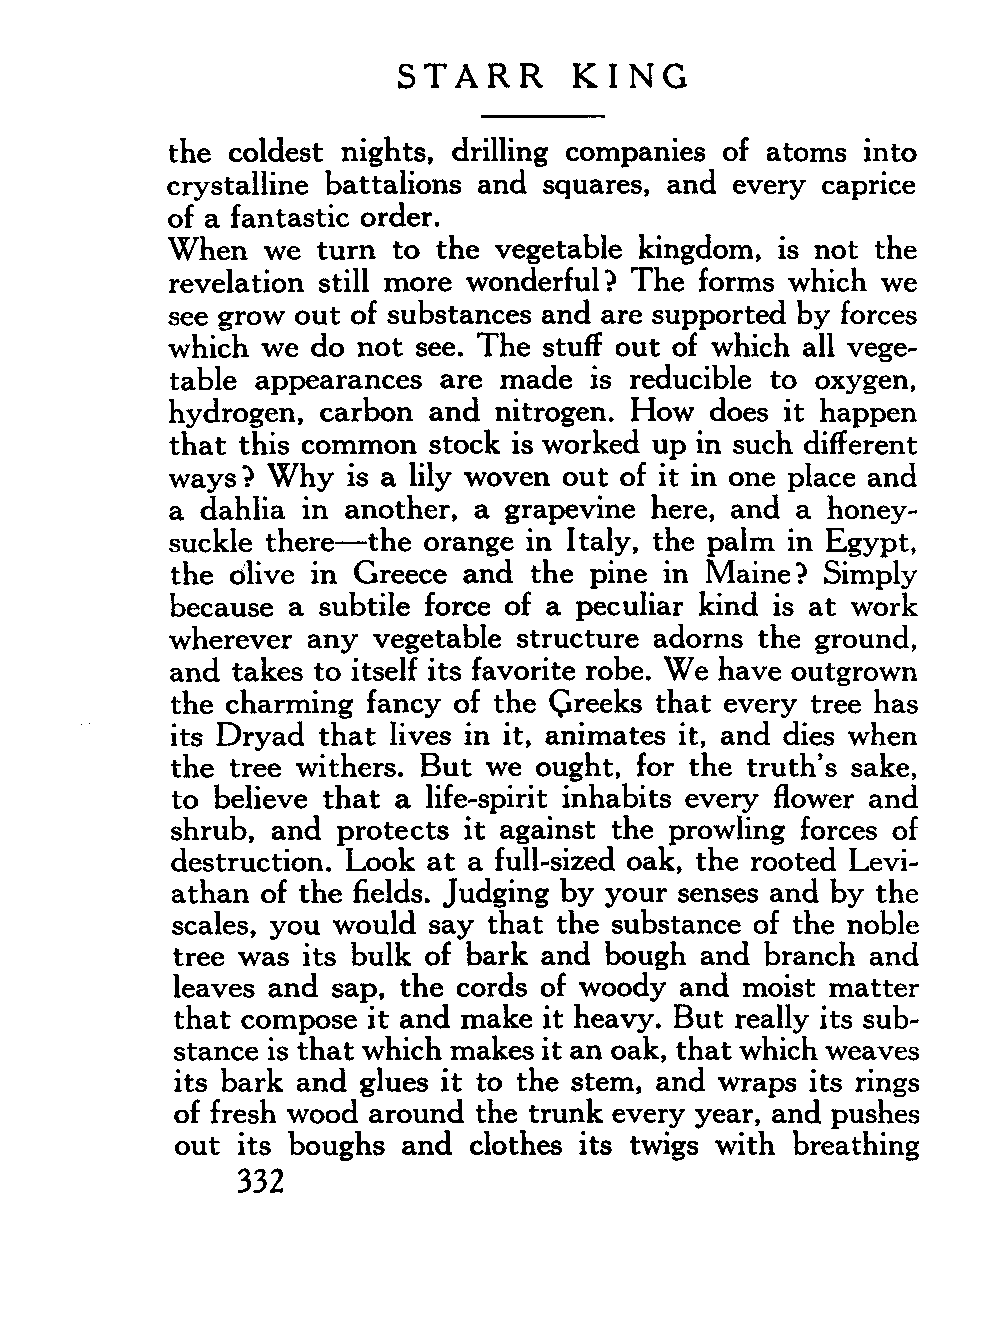 STARR KING
the coldest nights, drilling companies of atoms into
crystalline battalions and squares, and every caprice
of a fantastic order.
When we turn to the vegetable kingdom, is not the
revelation still more wonderful? The forms which we
see grow out of substances and are supported by forces
which we do not see. The stuff out of which all vege-
table appearances are made is reducible to oxygen,
hydrogen, carbon and nitrogen. How does it happen
that this common stock is worked up in such different
ways? Why is a lily woven out of it in one place and
a dahlia in another, a grapevine here, and a honey-
suckle there—the orange in Italy, the palm in Egypt,
the olive in Greece and the pine in Maine? Simply
because a subtile force of a peculiar kind is at work
wherever any vegetable structure adorns the ground,
and takes to itself its favorite robe. We have outgrown
the charming fancy of the Greeks that every tree has
its Dryad that lives in it, animates it, and dies when
the tree withers. But we ought, for the truth's sake,
to believe that a life-spirit inhabits every flower and
shrub, and protects it against the prowling forces of
destruction. Look at a full-sized oak, the rooted Levi-
athan of the fields. Judging by your senses and by the
scales, you would say that the substance of the noble
tree was its bulk of bark and bough and branch and
leaves and sap, the cords of woody and moist matter
that compose it and make it heavy. But really its sub-
stance is that which makes it an oak, that which weaves
its bark and glues it to the stem, and wraps its rings
of fresh wood around the trunk every year, and pushes
out its boughs and clothes its twigs with breathing
332